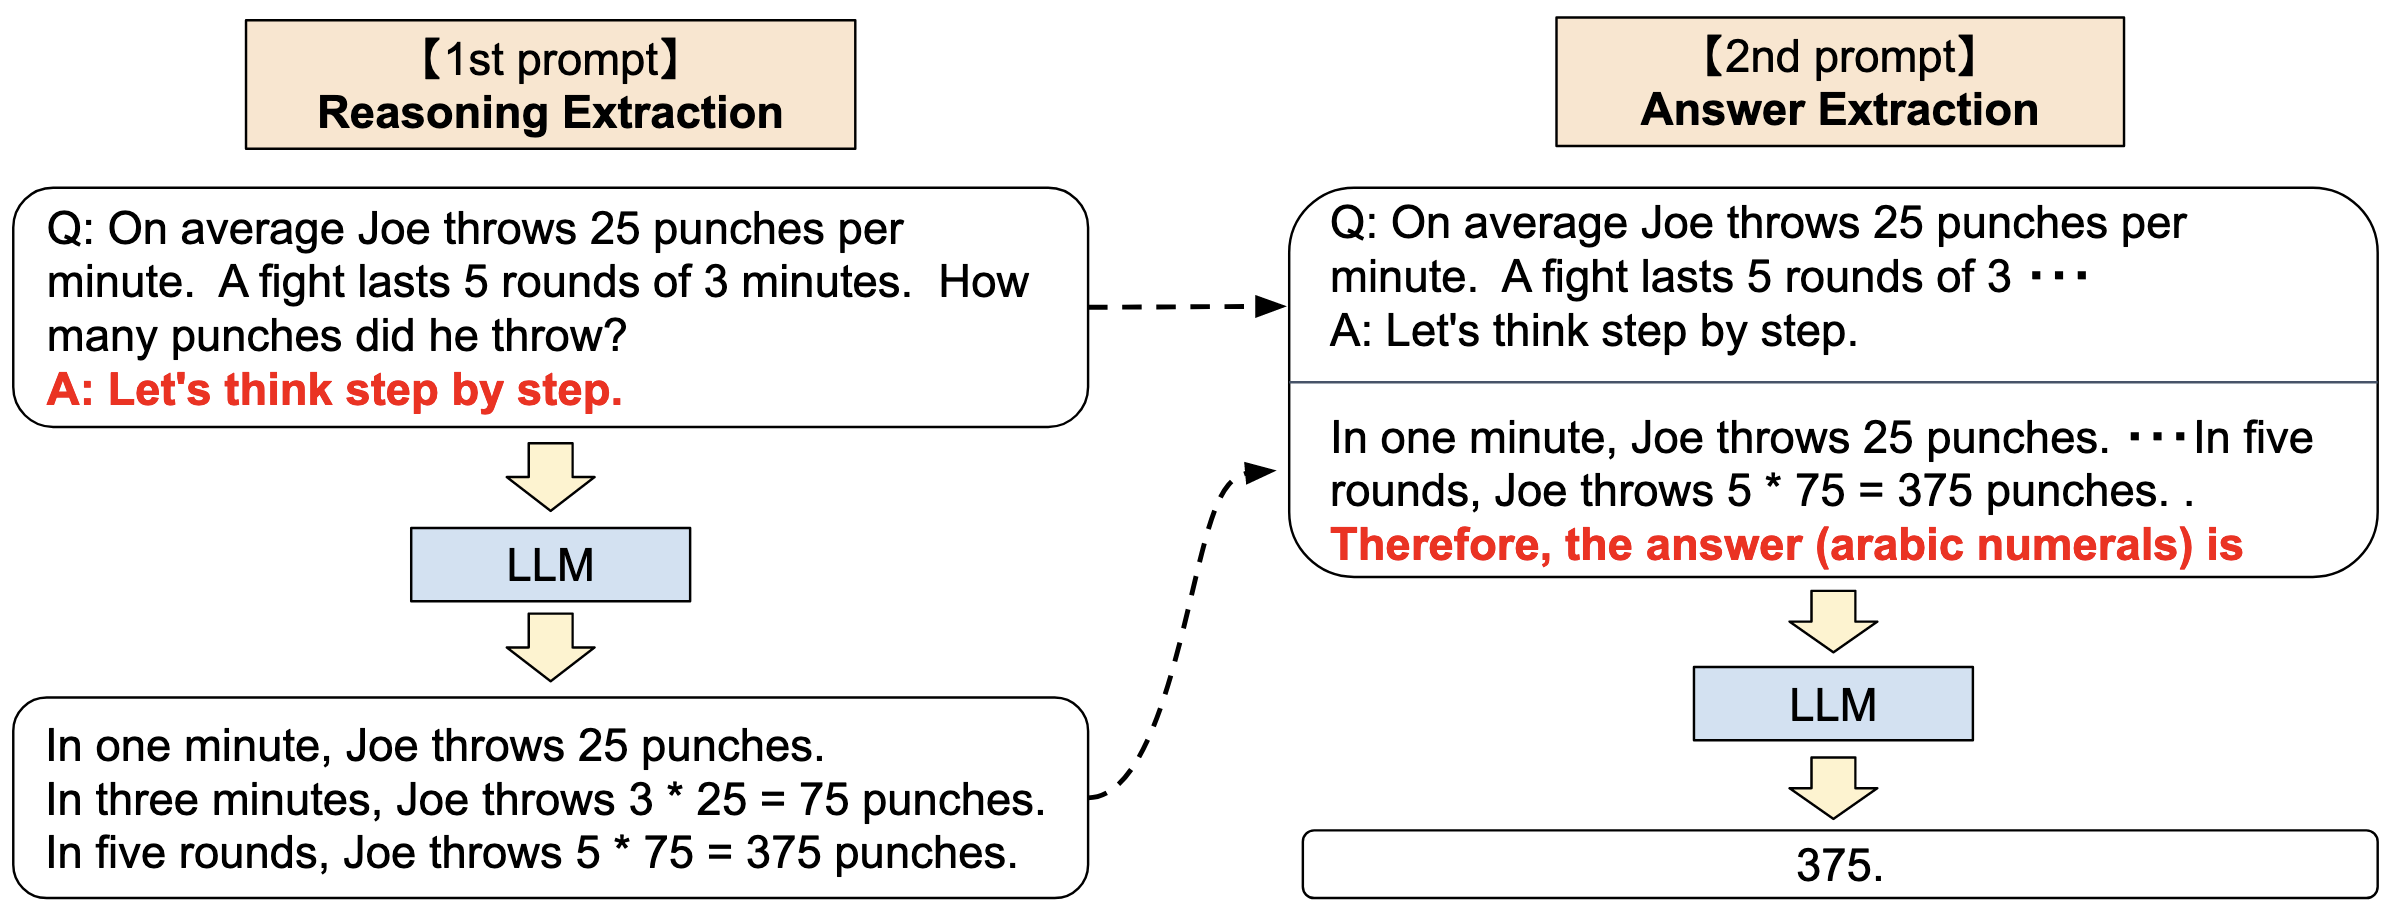 【1st prompt】
Reasoning Extraction
Q: On average Joe throws 25 punches per
minute.  A fight lasts 5 rounds of 3 minutes.  How
many punches did he throw?
A: Let's think step by step.
LLM
In one minute, Joe throws 25 punches.
In three minutes, Joe throws 3 * 25 = 75 punches.
In five rounds, Joe throws 5 * 75 = 375 punches.
【2nd prompt】
Answer Extraction
Q: On average Joe throws 25 punches per
minute.  A fight lasts 5 rounds of 3 ･･･
A: Let's think step by step.
In one minute, Joe throws 25 punches. ･･･In five
rounds, Joe throws 5 * 75 = 375 punches. .
Therefore, the answer (arabic numerals) is
LLM
375.